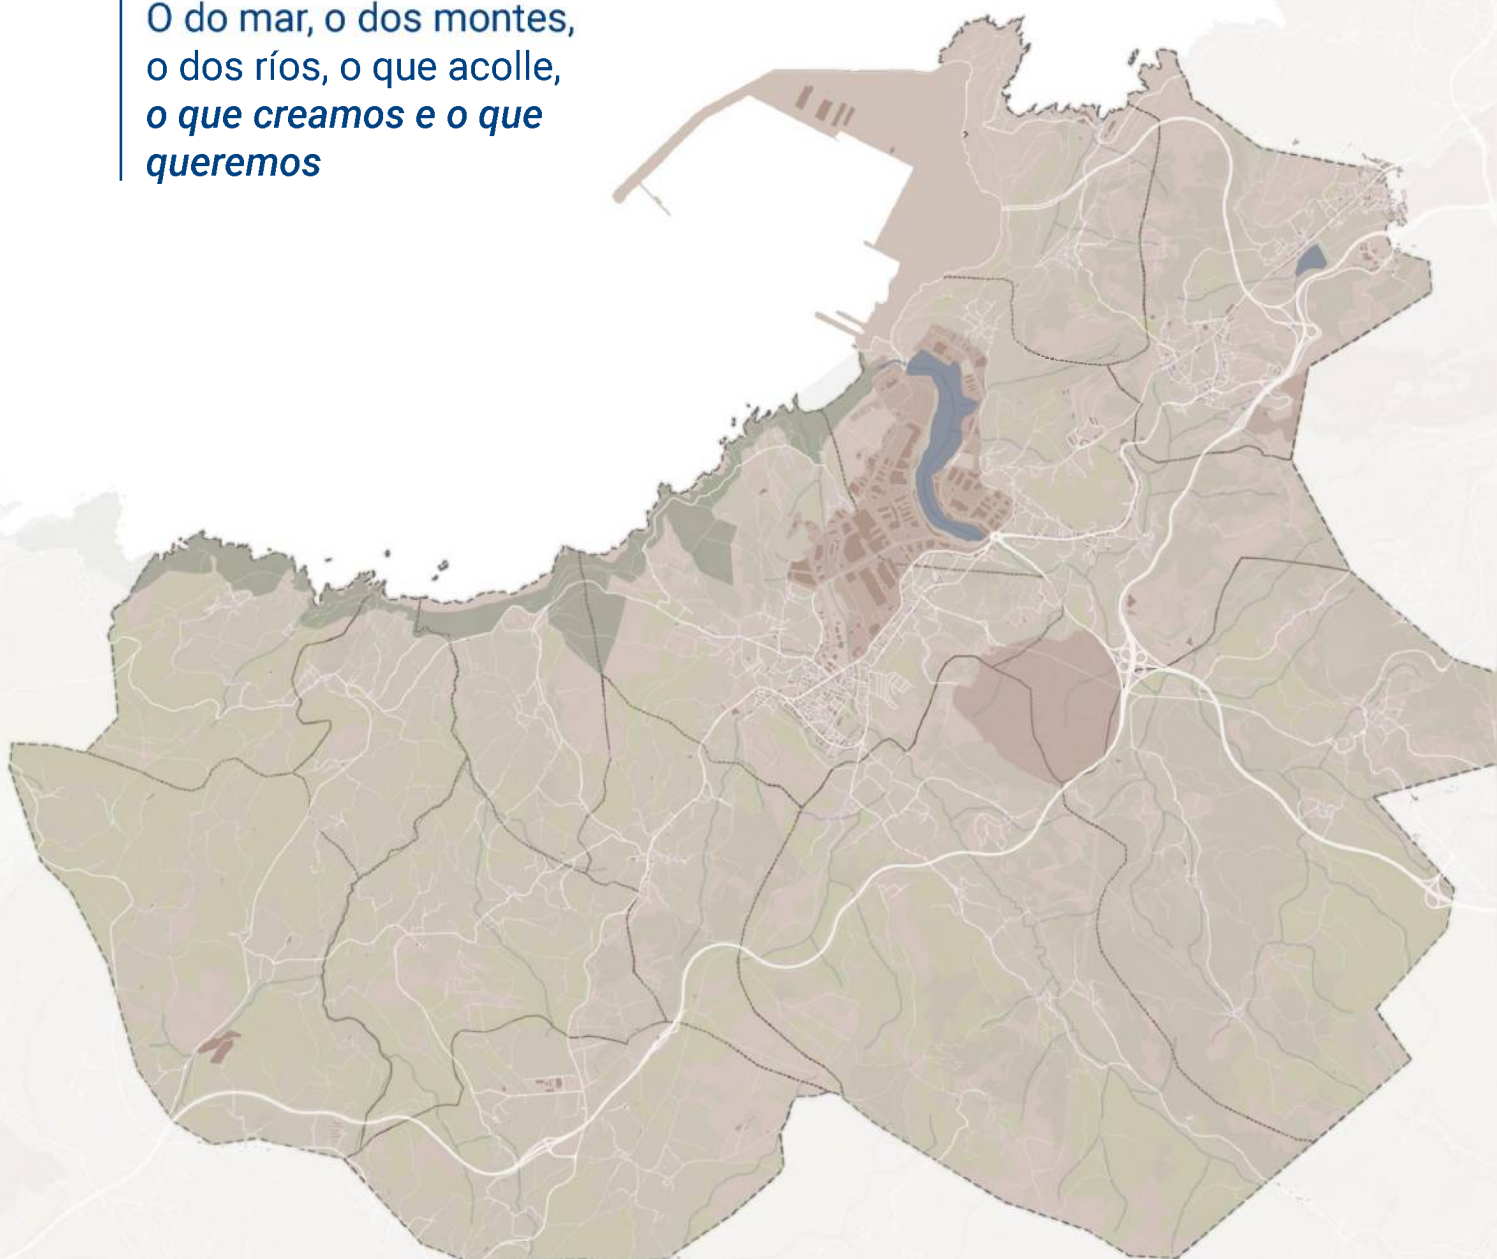 O do mar, o dos montes,
o dos ríos, o que acolle,
o que creamos e o que
queremos